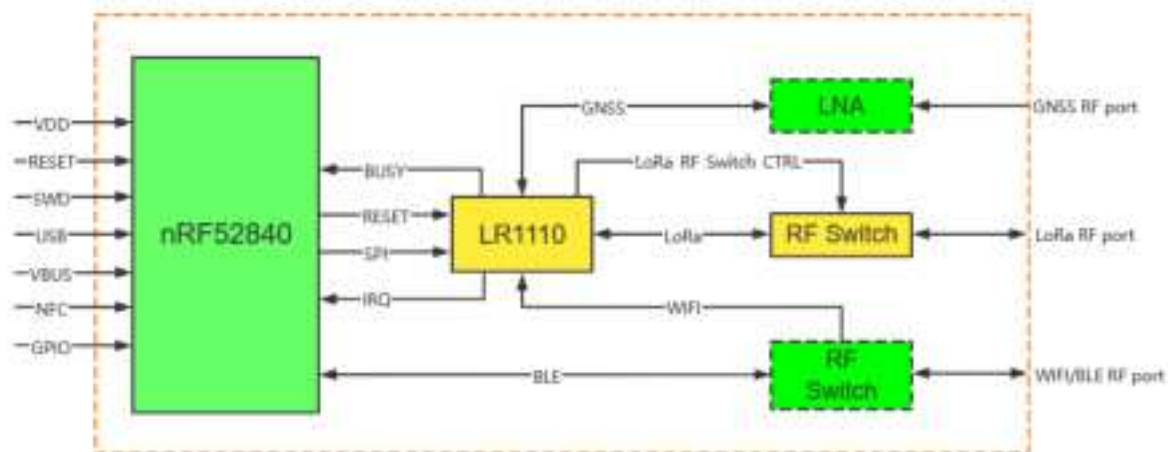 VDD
RESET
SWD
USB
VBUS
NFC
GPIO
nRF52840
BUSY
RESET
SPI
IRQ
LR1110
GNSS
LoRa RF Switch CTRL
LoRa
WIFI
BLE
LNA
RF Switch
RF
Switch
GNSS RF port
LoRa RF port
WIFI/BLE RF port